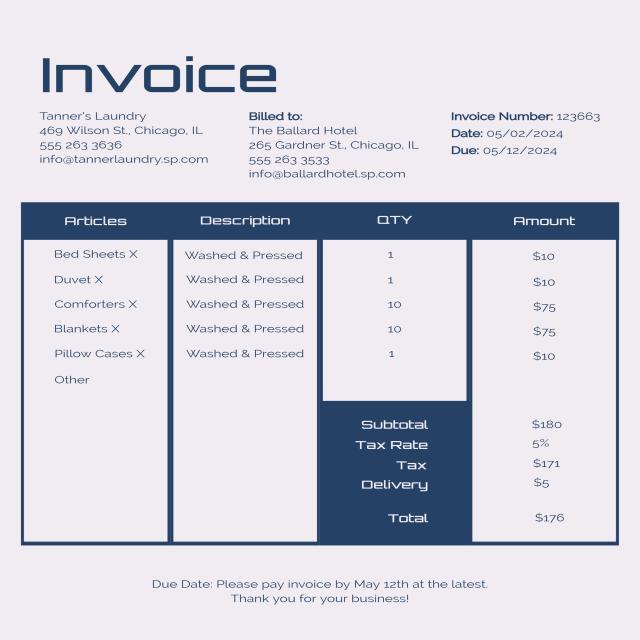 Invoice
Tanner's Laundry
469 Wilson St., Chicago, IL
555 263 3636
info@tannerlaundry.sp.com
Billed to:
The Ballard Hotel
265 Gardner St., Chicago, IL
555 263 3533
info@ballardhotel.sp.com
Invoice Number: 123663
Date: 05/02/2024
Due: 05/12/2024
Articles Description QTY Amount
Bed Sheets X Washed & Pressed 1 $10
Duvet X Washed & Pressed 1 $10
Comforters X Washed & Pressed 10 $75
Blankets X Washed & Pressed 10 $75
Pillow Cases X Washed & Pressed 1 $10
Other
Subtotal $180
Tax Rate 5%
Tax $171
Delivery $5
Total $176
Due Date: Please pay invoice by May 12th at the latest.
Thank you for your business!